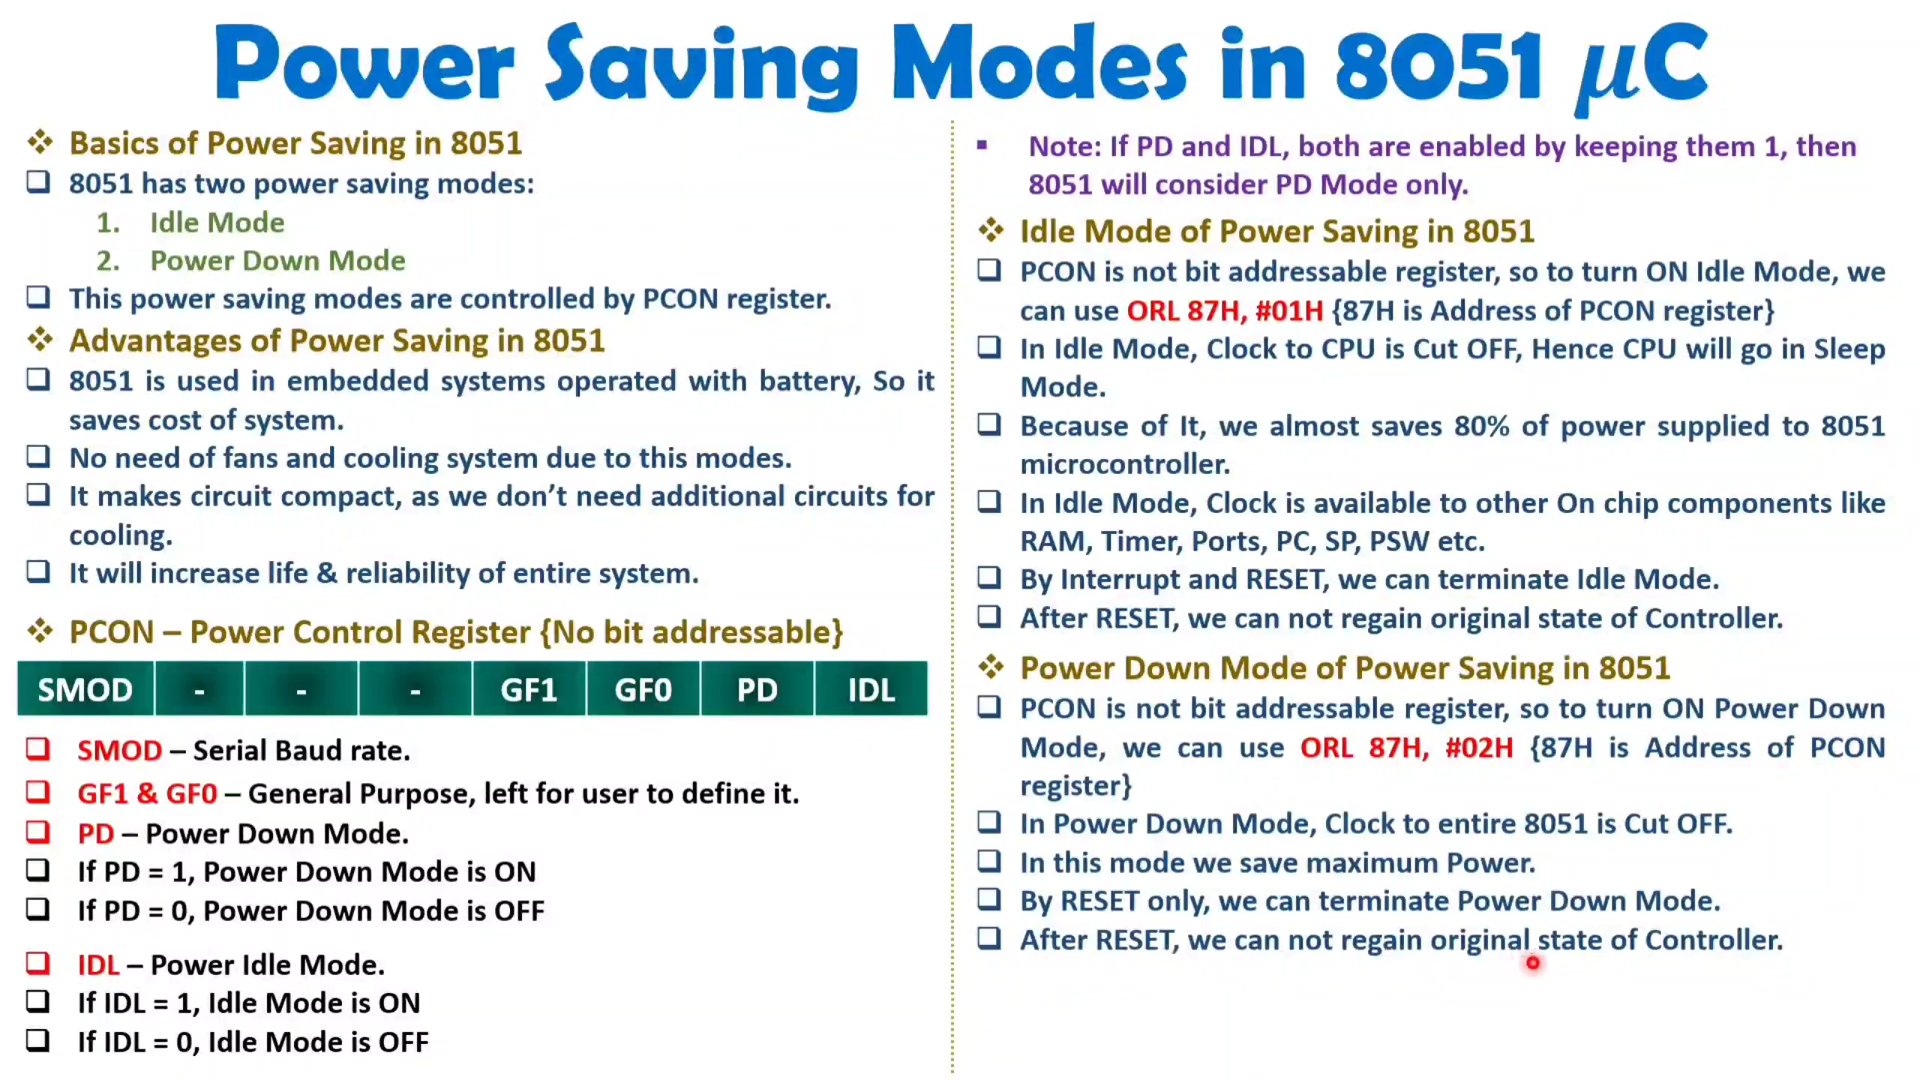 Power Saving Modes in 8051 µC
❖ Basics of Power Saving in 8051
❑ 8051 has two power saving modes:
1. Idle Mode
2. Power Down Mode
❑ This power saving modes are controlled by PCON register.
❖ Advantages of Power Saving in 8051
❑ 8051 is used in embedded systems operated with battery, So it
saves cost of system.
❑ No need of fans and cooling system due to this modes.
❑ It makes circuit compact, as we don’t need additional circuits for
cooling.
❑ It will increase life & reliability of entire system.
❖ PCON – Power Control Register {No bit addressable}
SMOD - - - GF1 GF0 PD IDL
❑ SMOD – Serial Baud rate.
❑ GF1 & GF0 – General Purpose, left for user to define it.
❑ PD – Power Down Mode.
❑ If PD = 1, Power Down Mode is ON
❑ If PD = 0, Power Down Mode is OFF
❑ IDL – Power Idle Mode.
❑ If IDL = 1, Idle Mode is ON
❑ If IDL = 0, Idle Mode is OFF
▪ Note: If PD and IDL, both are enabled by keeping them 1, then
8051 will consider PD Mode only.
❖ Idle Mode of Power Saving in 8051
❑ PCON is not bit addressable register, so to turn ON Idle Mode, we
can use ORL 87H, #01H {87H is Address of PCON register}
❑ In Idle Mode, Clock to CPU is Cut OFF, Hence CPU will go in Sleep
Mode.
❑ Because of It, we almost saves 80% of power supplied to 8051
microcontroller.
❑ In Idle Mode, Clock is available to other On chip components like
RAM, Timer, Ports, PC, SP, PSW etc.
❑ By Interrupt and RESET, we can terminate Idle Mode.
❑ After RESET, we can not regain original state of Controller.
❖ Power Down Mode of Power Saving in 8051
❑ PCON is not bit addressable register, so to turn ON Power Down
Mode, we can use ORL 87H, #02H {87H is Address of PCON
register}
❑ In Power Down Mode, Clock to entire 8051 is Cut OFF.
❑ In this mode we save maximum Power.
❑ By RESET only, we can terminate Power Down Mode.
❑ After RESET, we can not regain original state of Controller.